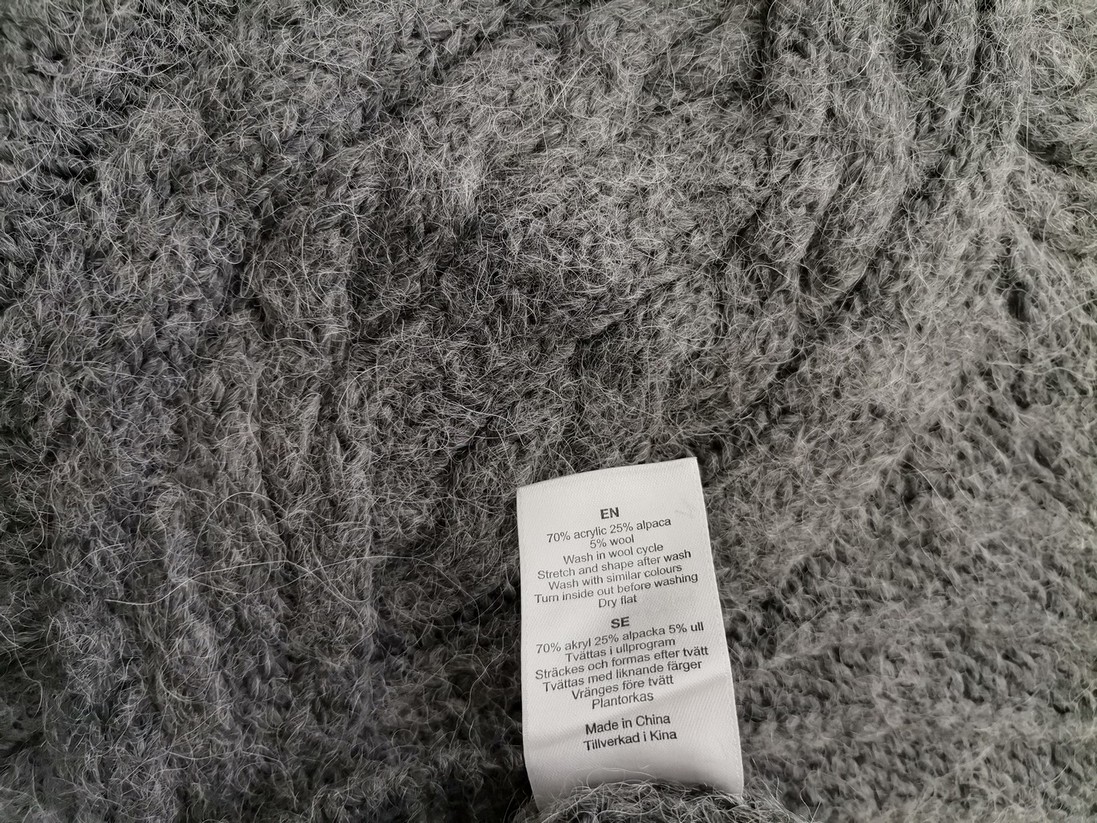 EN
70% acrylic 25% alpaca
5% wool
Wash in wool cycle
Stretch and shape after wash
Wash with similar colours
Turn inside out before washing
Dry flat
SE
70% akryl 25% alpacka 5% ull
Tvättas i ullprogram
Sträckes och formas efter tvätt
Tvättas med liknande färger
Vränges före tvätt
Plantorkas
Made in China
Tillverkad i Kina